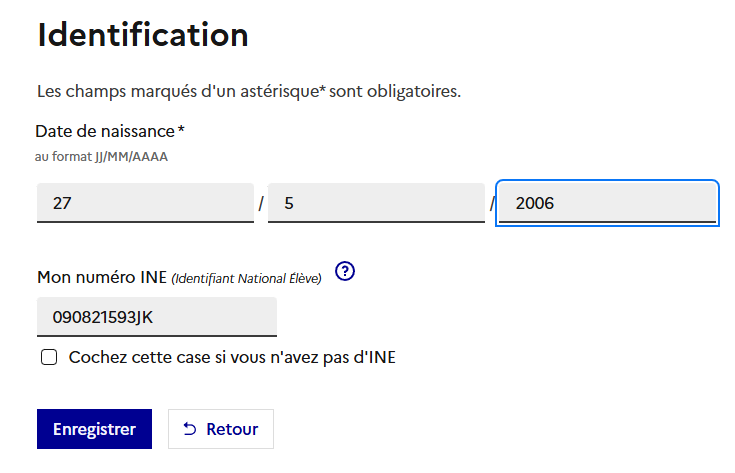 Identification
Les champs marqués d'un astérisque* sont obligatoires.
Date de naissance*
au format JJ/MM/AAAA
27 / 5 / 2006
Mon numéro INE (Identifiant National Élève) ?
090821593JK
Cochez cette case si vous n'avez pas d'INE
Enregistrer Retour